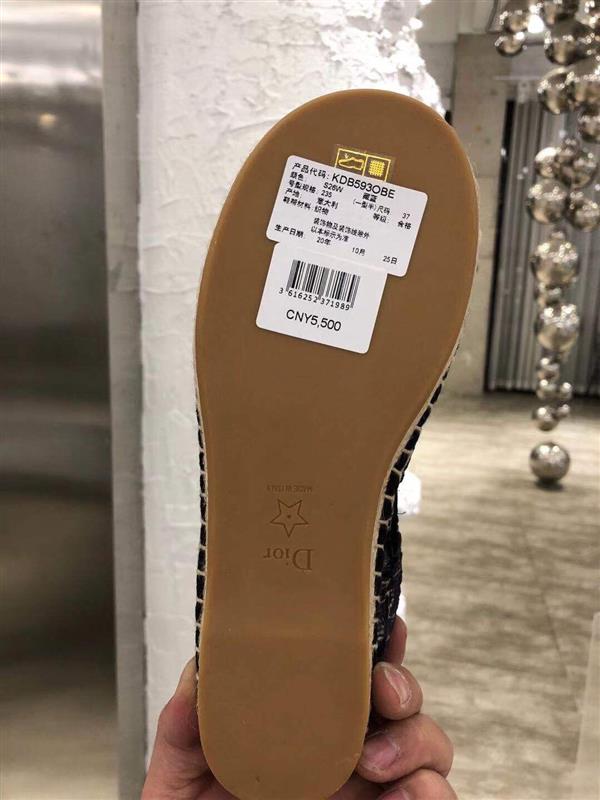 产品代码: KDB593OBE
颜色: S26W 藏蓝
号型规格: 235 (一型半)尺码 37
产地: 意大利 等级: 合格
鞋帮材料: 织物
装饰物及装饰线除外
以本标示为准
生产日期: 20年 10月 25日
3 616252 371989
CNY5,500
MADE IN ITALY
Dior